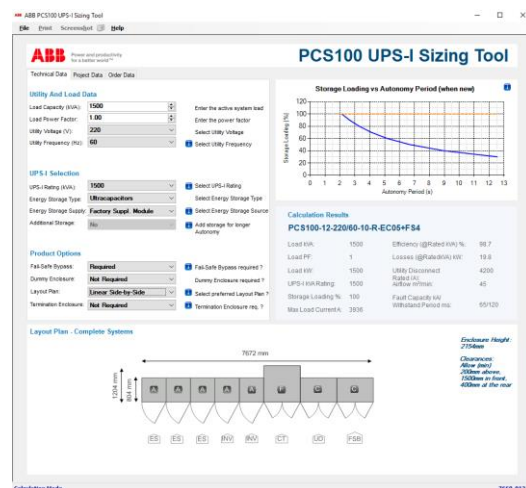 ABB PCS100 UPS-I Sizing Tool
File Print Screenshot Help
ABB
Power and productivity
for a better world™
PCS100 UPS-I Sizing Tool
Technical Data Project Data Order Data
Utility And Load Data
Load Capacity (kVA): 1500 Enter the active system load
Load Power Factor: 1.00 Enter the power factor
Utility Voltage (V): 220 Select Utility Voltage
Utility Frequency (Hz): 60 Select Utility Frequency
UPS-I Selection
UPS-I Rating (kVA): 1500 Select UPS-I Rating
Energy Storage Type: Ultracapacitors Select Energy Storage Type
Energy Storage Supply: Factory Suppl. Module Select Energy Storage Source
Additional Storage: No Add storage for longer
Autonomy
Product Options
Fail-Safe Bypass: Required Fail-Safe Bypass required ?
Dummy Enclosure: Not Required Dummy Enclosure required ?
Layout Plan: Linear Side-by-Side Select preferred Layout Plan ?
Termination Enclosure: Not Required Termination Enclosure req. ?
Storage Loading vs Autonomy Period (when new)
Storage Loading [%]
120
100
80
60
40
20
0
0 1 2 3 4 5 6 7 8 9 10 11 12 13
Autonomy Period (s)
Calculation Results
PCS100-12-220/60-10-R-EC05+FS4
Load kVA: 1500 Efficiency (@Rated kVA) %: 98.7
Load PF: 1 Losses (@RatedkVA) kW: 19.8
Load kW: 1500 Utility Disconnect
Rated (A): 4200
UPS-I kVA Rating: 1500 Airflow m³/min: 45
Storage Loading %: 100 Fault Capacity kA/
Max Load Current A: 3936 Withstand Period ms: 65/120
Layout Plan - Complete Systems
7672 mm
1204 mm
804 mm
A A A A A F C C
ES ES ES INV INV CT UD FSB
Enclosure Height:
2154mm
Clearances:
Allow (min)
200mm above,
1500mm in front,
400mm at the rear
Calculation Mode